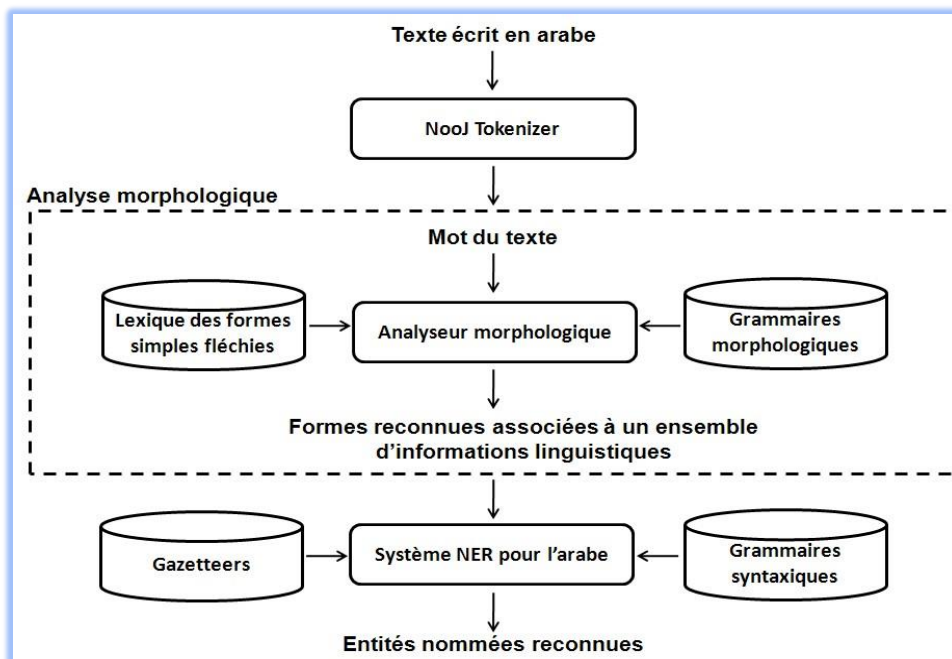 Texte écrit en arabe
NooJ Tokenizer
Analyse morphologique
Mot du texte
Lexique des formes
simples fléchies
Analyseur morphologique
Grammaires
morphologiques
Formes reconnues associées à un ensemble
d'informations linguistiques
Gazetteers
Système NER pour l'arabe
Grammaires
syntaxiques
Entités nommées reconnues